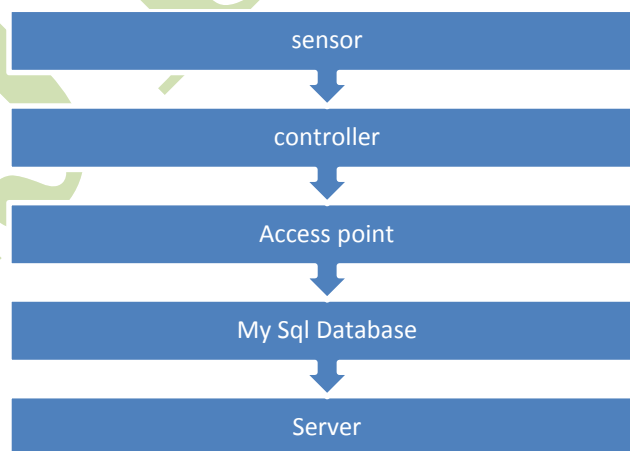 sensor
controller
Access point
My Sql Database
Server